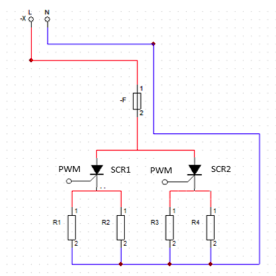 L N
-X
1
-F
2
PWM SCR1 PWM SCR2
1 1 1 1
R1 R2 R3 R4
2 2 2 2